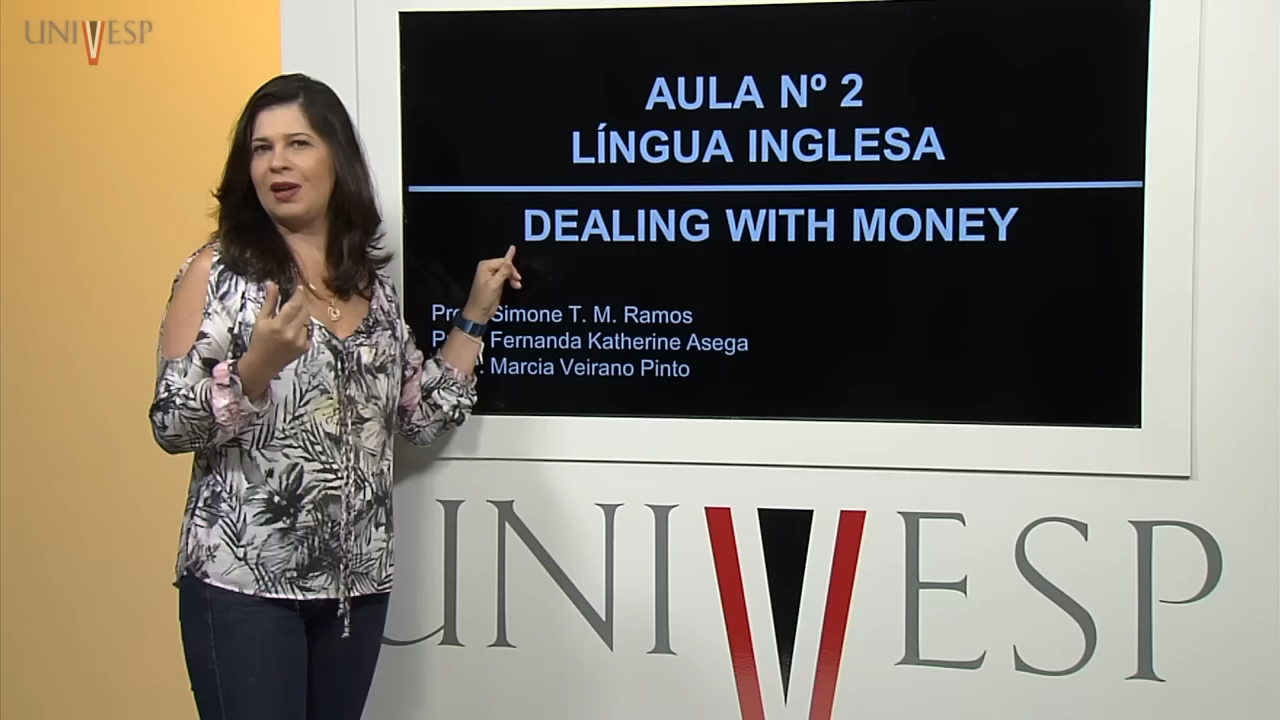 UNIVESP
AULA Nº 2
LÍNGUA INGLESA
DEALING WITH MONEY
Simone T. M. Ramos
Fernanda Katherine Asega
Marcia Veirano Pinto
UNIVESP